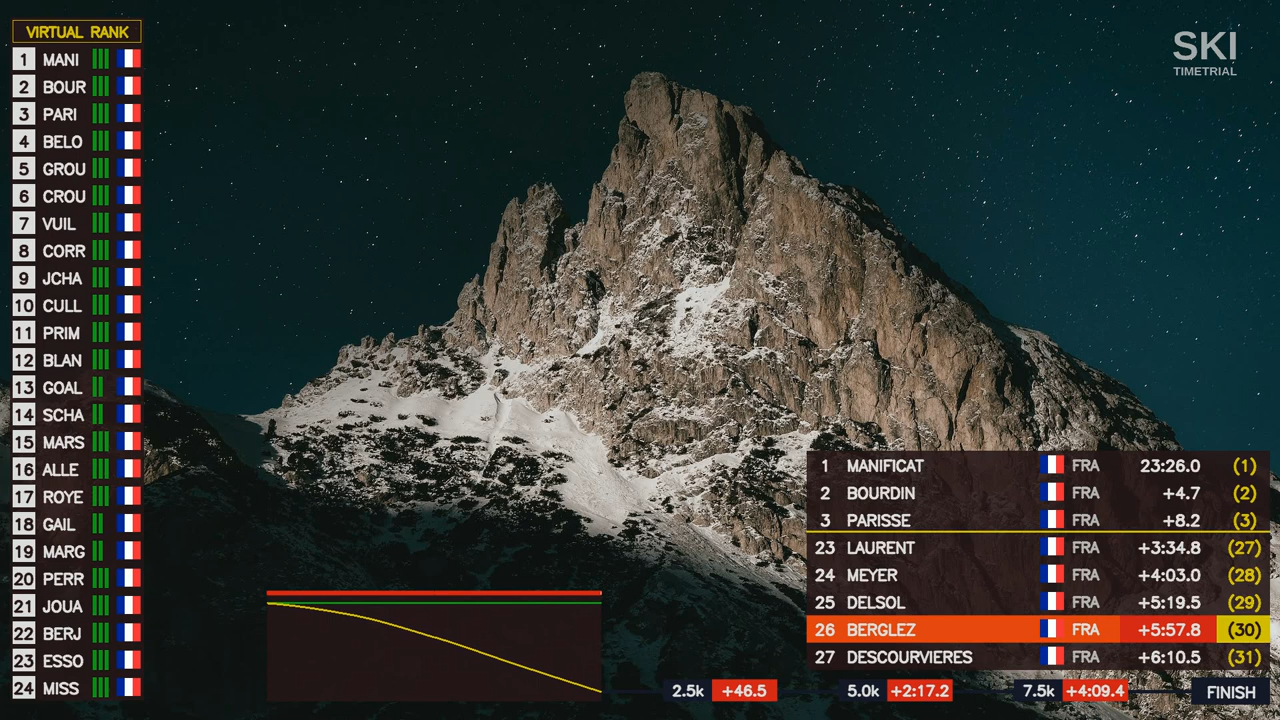 VIRTUAL RANK
1 MANI
2 BOUR
3 PARI
4 BELO
5 GROU
6 CROU
7 VUIL
8 CORR
9 JCHA
10 CULL
11 PRIM
12 BLAN
13 GOAL
14 SCHA
15 MARS
16 ALLE
17 ROYE
18 GAIL
19 MARG
20 PERR
21 JOUA
22 BERJ
23 ESSO
24 MISS
SKI
TIMETRIAL
1 MANIFICAT FRA 23:26.0 (1)
2 BOURDIN FRA +4.7 (2)
3 PARISSE FRA +8.2 (3)
23 LAURENT FRA +3:34.8 (27)
24 MEYER FRA +4:03.0 (28)
25 DELSOL FRA +5:19.5 (29)
26 BERGLEZ FRA +5:57.8 (30)
27 DESCOURVIERES FRA +6:10.5 (31)
2.5k +46.5 5.0k +2:17.2 7.5k +4:09.4 FINISH